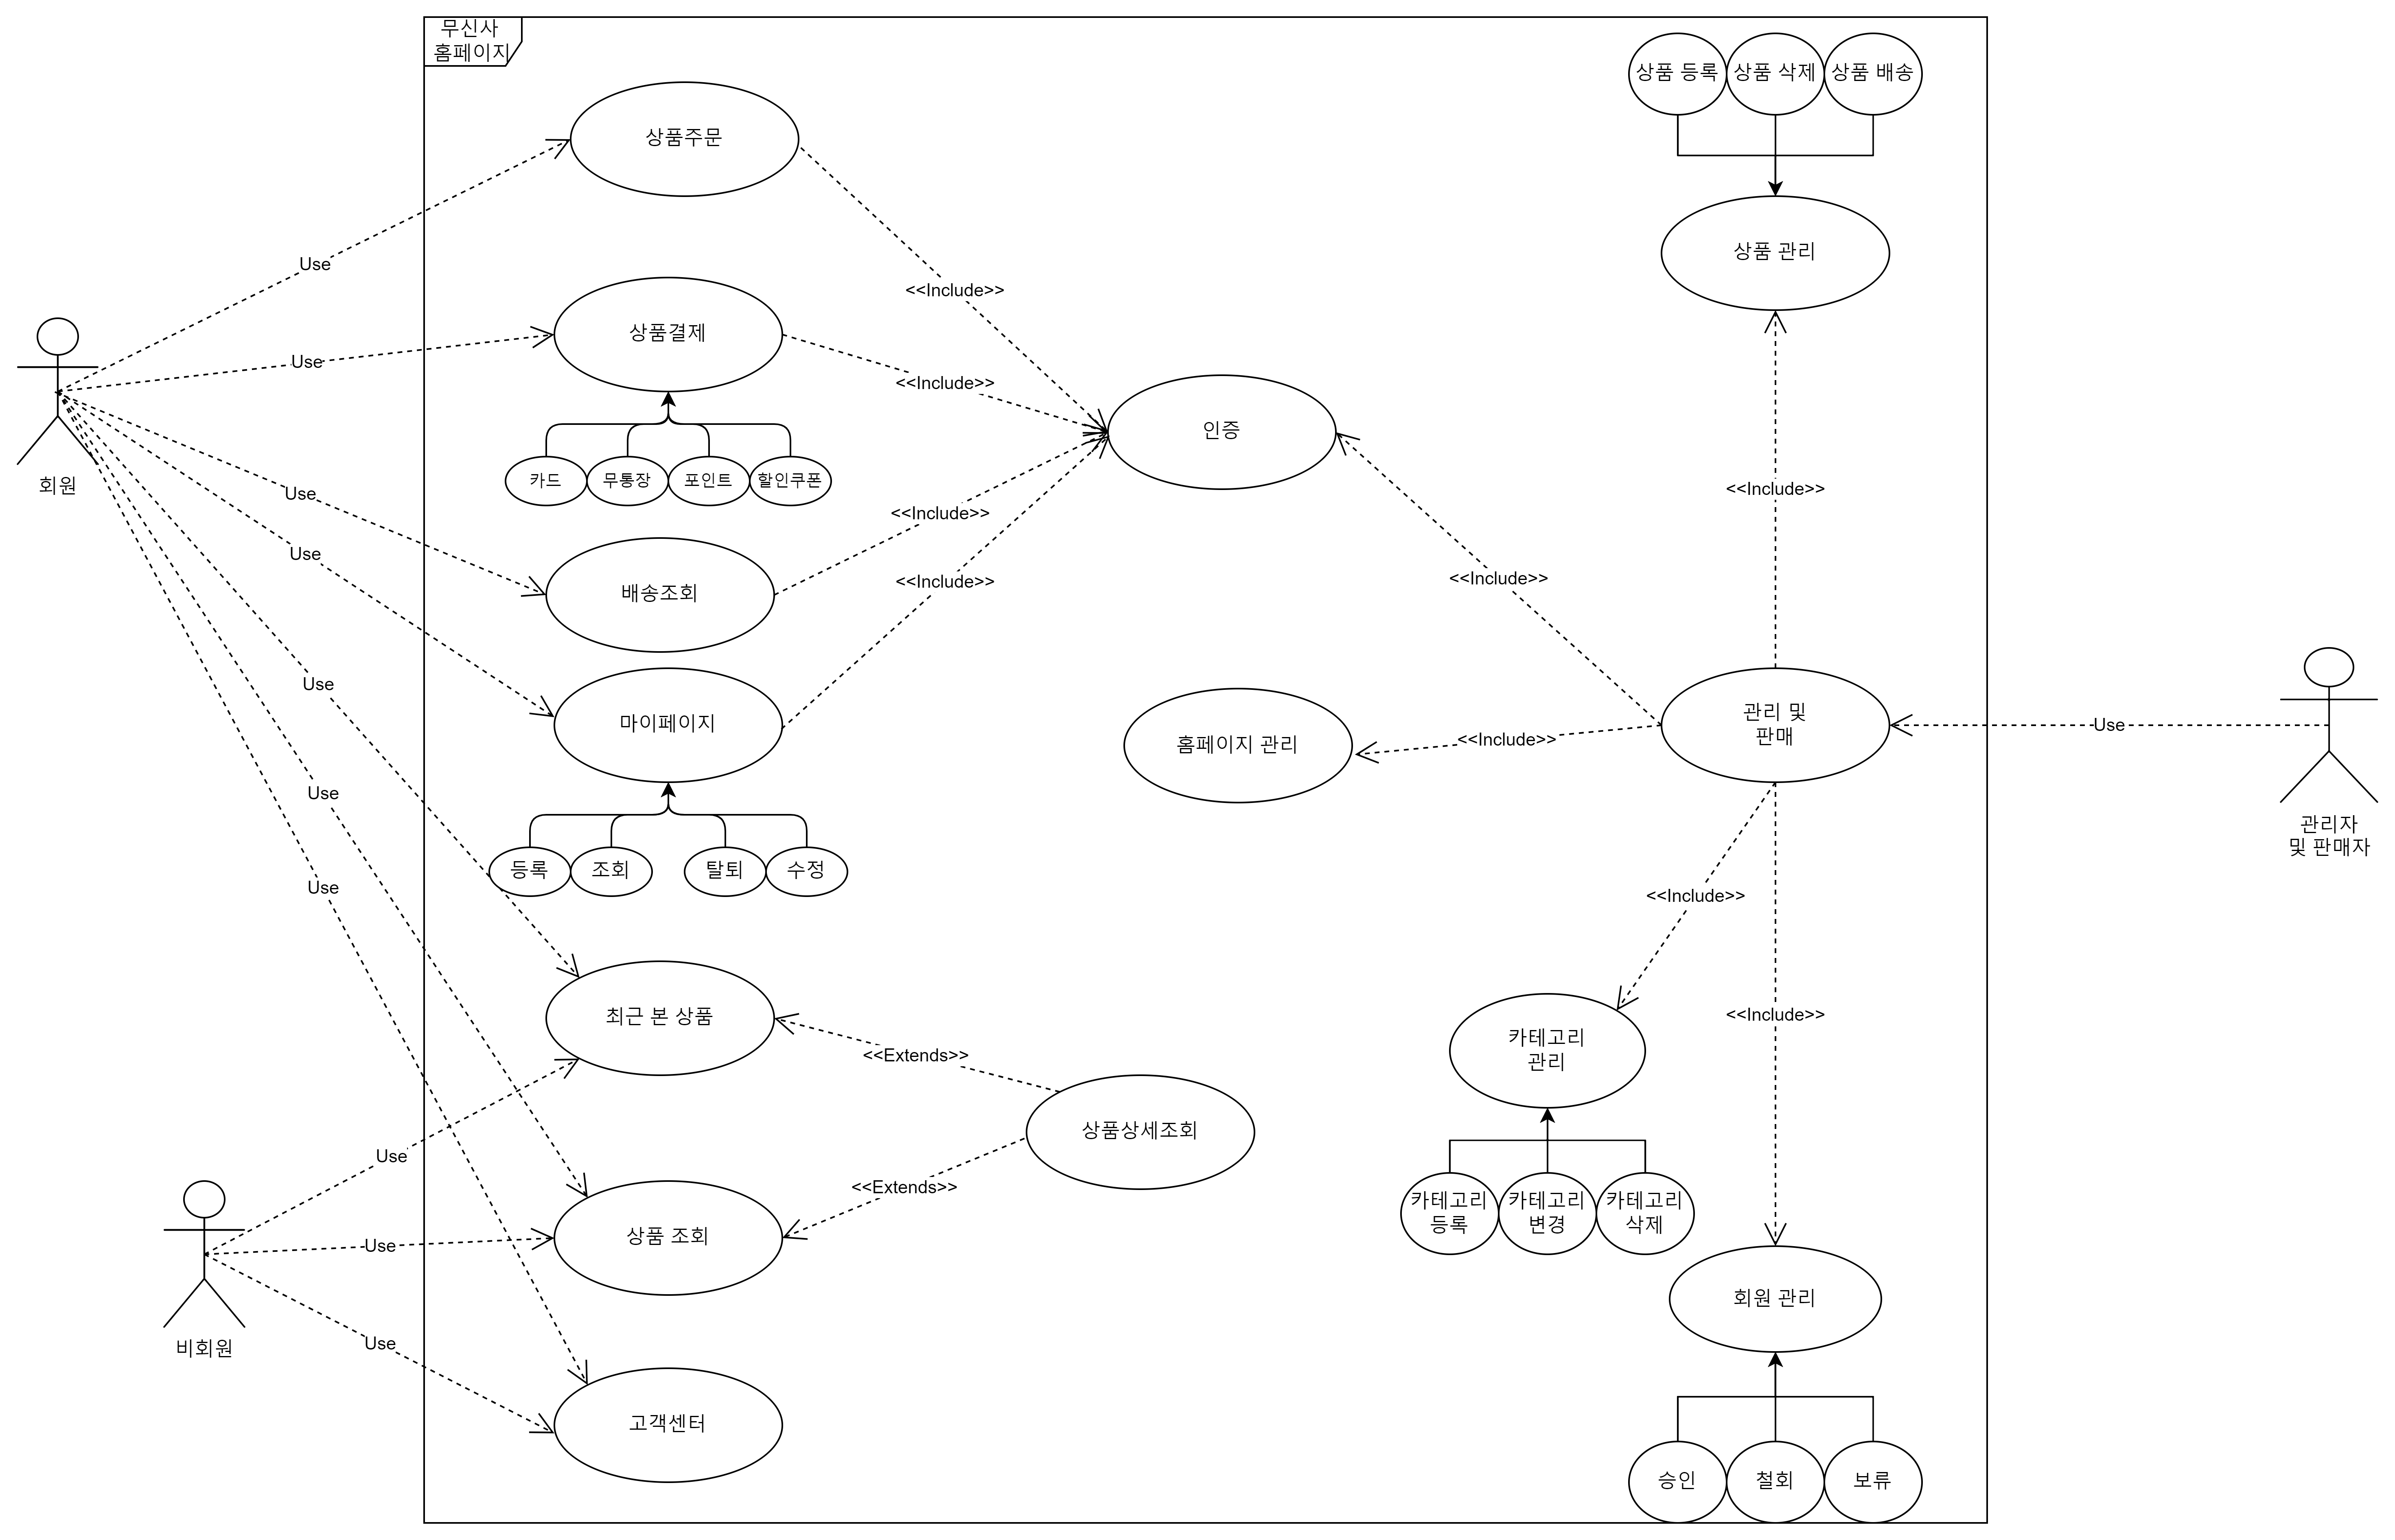 무신사
홈페이지
상품 등록
상품 삭제
상품 배송
상품주문
상품 관리
Use
<<Include>>
상품결제
Use
<<Include>>
인증
카드
무통장
포인트
할인쿠폰
회원
Use
<<Include>>
<<Include>>
Use
배송조회
<<Include>>
<<Include>>
Use
마이페이지
홈페이지 관리
<<Include>>
관리 및
판매
Use
관리자
및 판매자
Use
등록
조회
탈퇴
수정
Use
<<Include>>
최근 본 상품
<<Extends>>
<<Include>>
카테고리
관리
상품상세조회
Use
<<Extends>>
카테고리
등록
카테고리
변경
카테고리
삭제
Use
상품 조회
회원 관리
비회원
Use
고객센터
승인
철회
보류